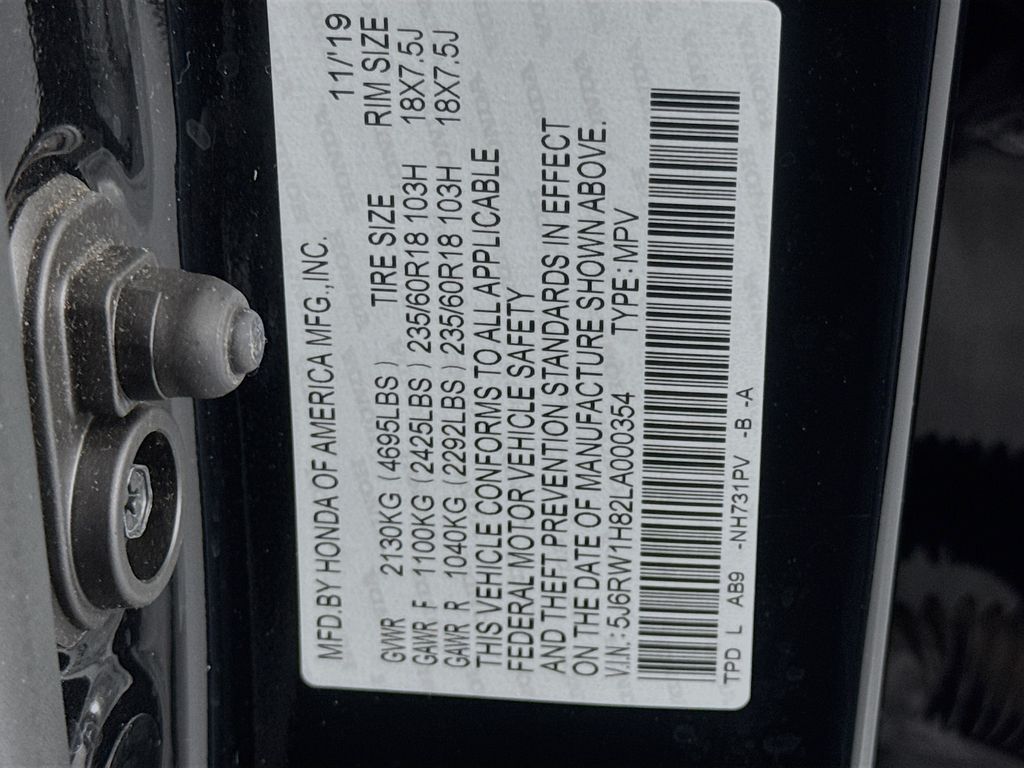 MFD.BY HONDA OF AMERICA MFG.,INC. 11/'19
GVWR 2130KG (4695LBS) TIRE SIZE RIM SIZE
GAWR F 1100KG (2425LBS) 235/60R18 103H 18X7.5J
GAWR R 1040KG (2292LBS) 235/60R18 103H 18X7.5J
THIS VEHICLE CONFORMS TO ALL APPLICABLE
FEDERAL MOTOR VEHICLE SAFETY
AND THEFT PREVENTION STANDARDS IN EFFECT
ON THE DATE OF MANUFACTURE SHOWN ABOVE.
V.I.N.: 5J6RW1H82LA000354 TYPE: MPV
TPD L AB9 -NH731PV -B -A